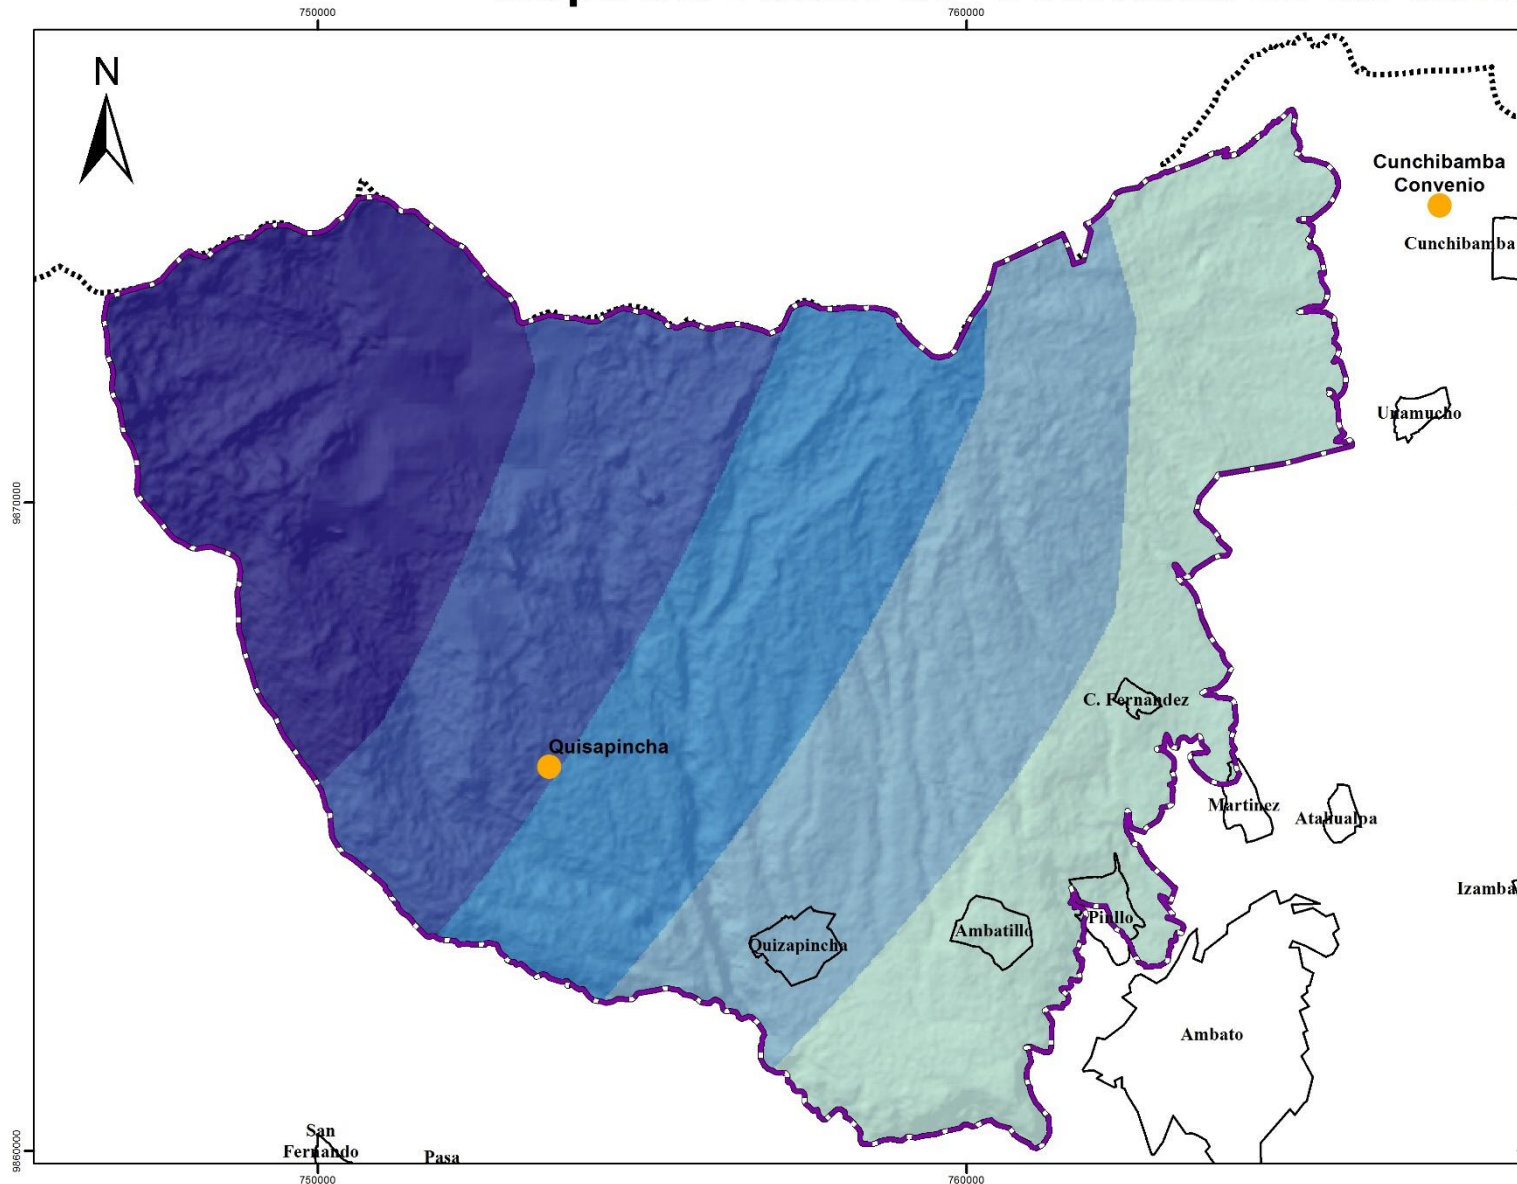 750000
760000
N
Cunchibamba
Convenio
Cunchibamba
Unamucho
9870000
C. Fernandez
Quisapincha
Martinez
Atahualpa
Izamba
Pinllo
Ambatillo
Quizapincha
Ambato
San
Fernando
Pasa
9860000
750000
760000